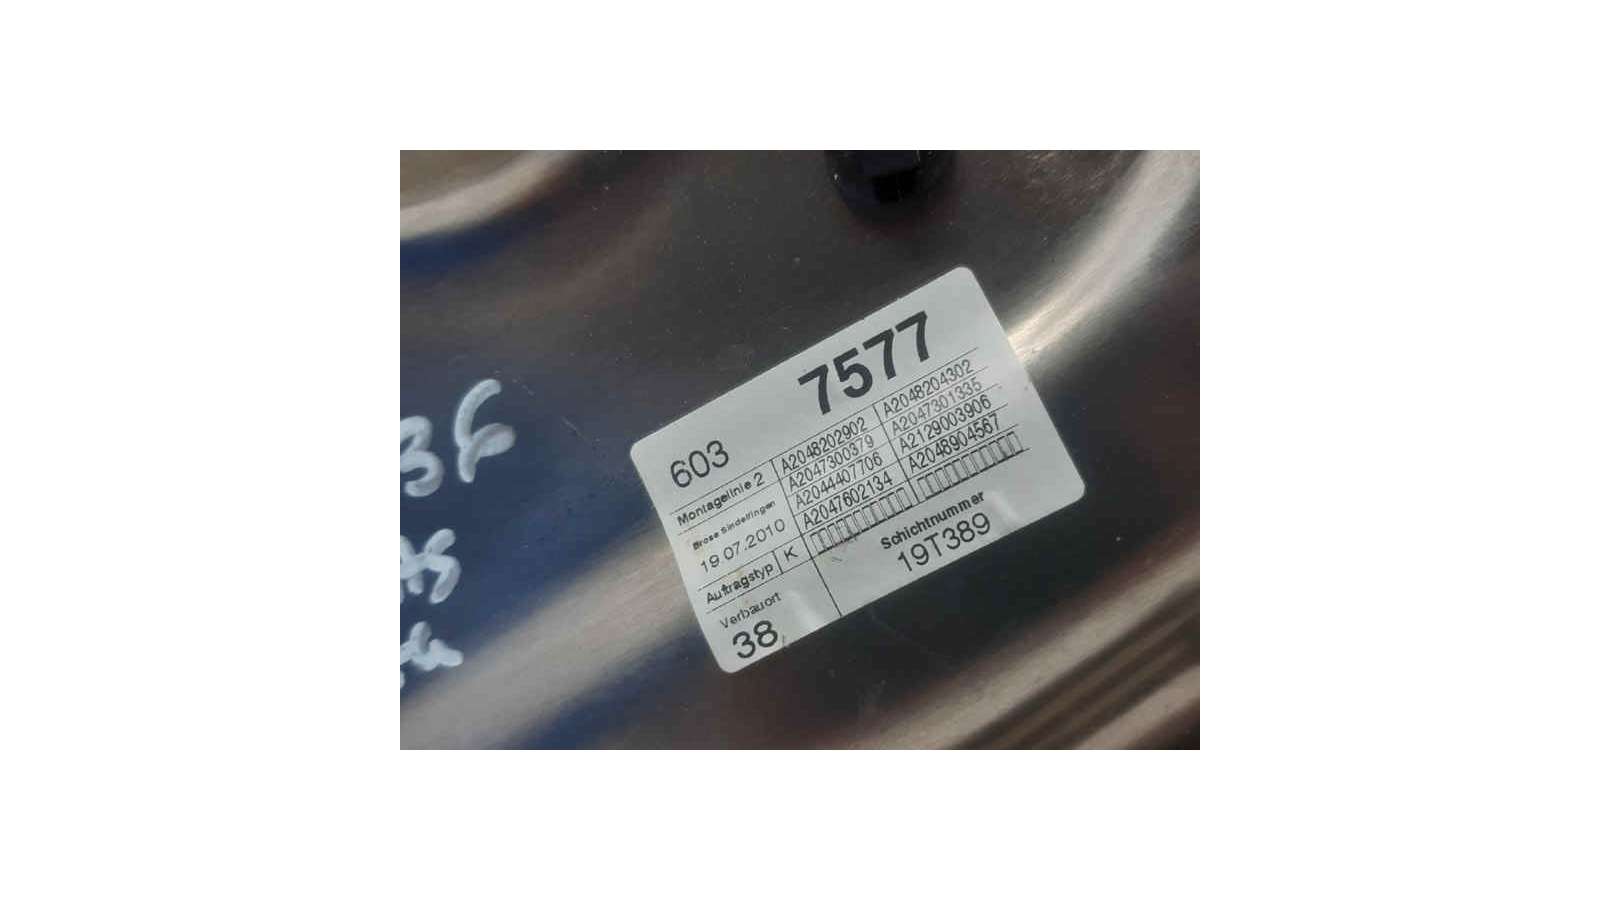 7577
603
Montagelinie 2
A2048202902 A2048204302
A2047300379 A2047301335
Brose Sindelfingen
A2044407706 A2129003906
19.07.2010
A2047602134 A2048904567
Auftragstyp K
Verbauort
38
Schichtnummer
19T389
36